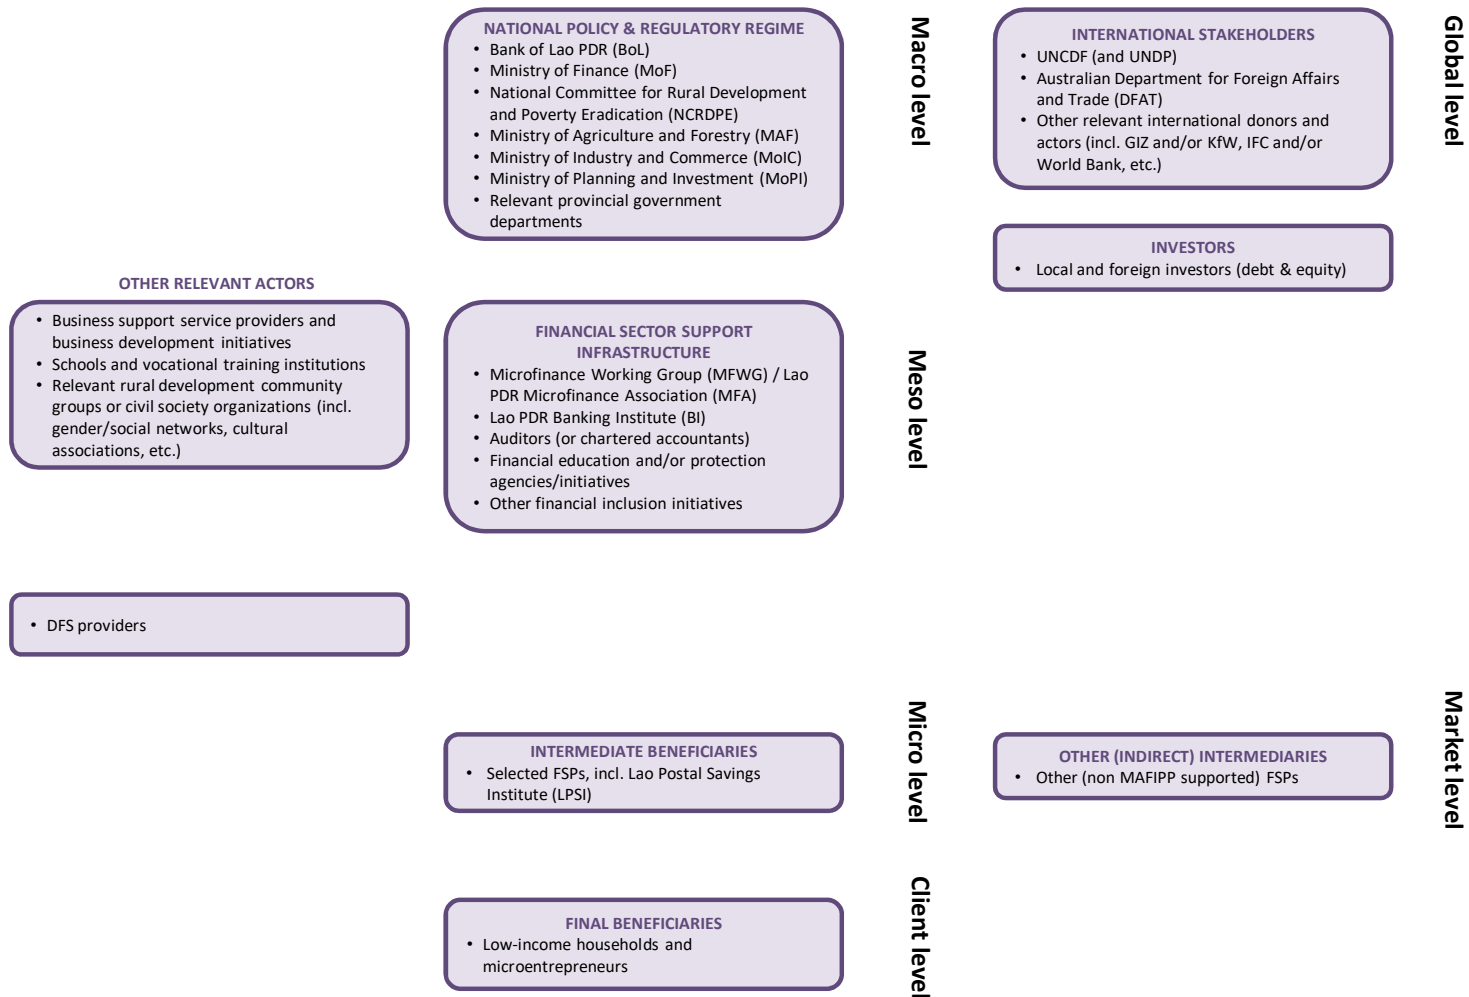 NATIONAL POLICY & REGULATORY REGIME
• Bank of Lao PDR (BoL)
• Ministry of Finance (MoF)
• National Committee for Rural Development
and Poverty Eradication (NCRDPE)
• Ministry of Agriculture and Forestry (MAF)
• Ministry of Industry and Commerce (MoIC)
• Ministry of Planning and Investment (MoPI)
• Relevant provincial government
departments
Macro level
INTERNATIONAL STAKEHOLDERS
• UNCDF (and UNDP)
• Australian Department for Foreign Affairs
and Trade (DFAT)
• Other relevant international donors and
actors (incl. GIZ and/or KfW, IFC and/or
World Bank, etc.)
Global level
INVESTORS
• Local and foreign investors (debt & equity)
OTHER RELEVANT ACTORS
• Business support service providers and
business development initiatives
• Schools and vocational training institutions
• Relevant rural development community
groups or civil society organizations (incl.
gender/social networks, cultural
associations, etc.)
FINANCIAL SECTOR SUPPORT
INFRASTRUCTURE
• Microfinance Working Group (MFWG) / Lao
PDR Microfinance Association (MFA)
• Lao PDR Banking Institute (BI)
• Auditors (or chartered accountants)
• Financial education and/or protection
agencies/initiatives
• Other financial inclusion initiatives
Meso level
• DFS providers
INTERMEDIATE BENEFICIARIES
• Selected FSPs, incl. Lao Postal Savings
Institute (LPSI)
Micro level
OTHER (INDIRECT) INTERMEDIARIES
• Other (non MAFIPP supported) FSPs
Market level
FINAL BENEFICIARIES
• Low-income households and
microentrepreneurs
Client level